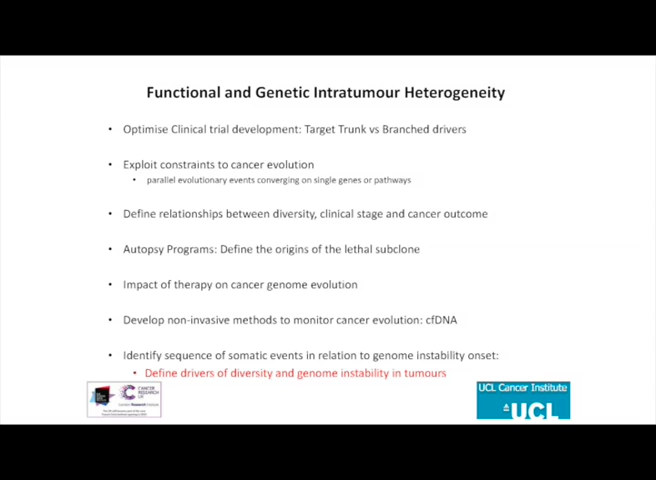 Functional and Genetic Intratumour Heterogeneity
• Optimise Clinical trial development: Target Trunk vs Branched drivers
• Exploit constraints to cancer evolution
• parallel evolutionary events converging on single genes or pathways
• Define relationships between diversity, clinical stage and cancer outcome
• Autopsy Programs: Define the origins of the lethal subclone
• Impact of therapy on cancer genome evolution
• Develop non-invasive methods to monitor cancer evolution: cfDNA
• Identify sequence of somatic events in relation to genome instability onset:
• Define drivers of diversity and genome instability in tumours
CANCER
RESEARCH
UK
London Research Institute
UCL Cancer Institute
UCL